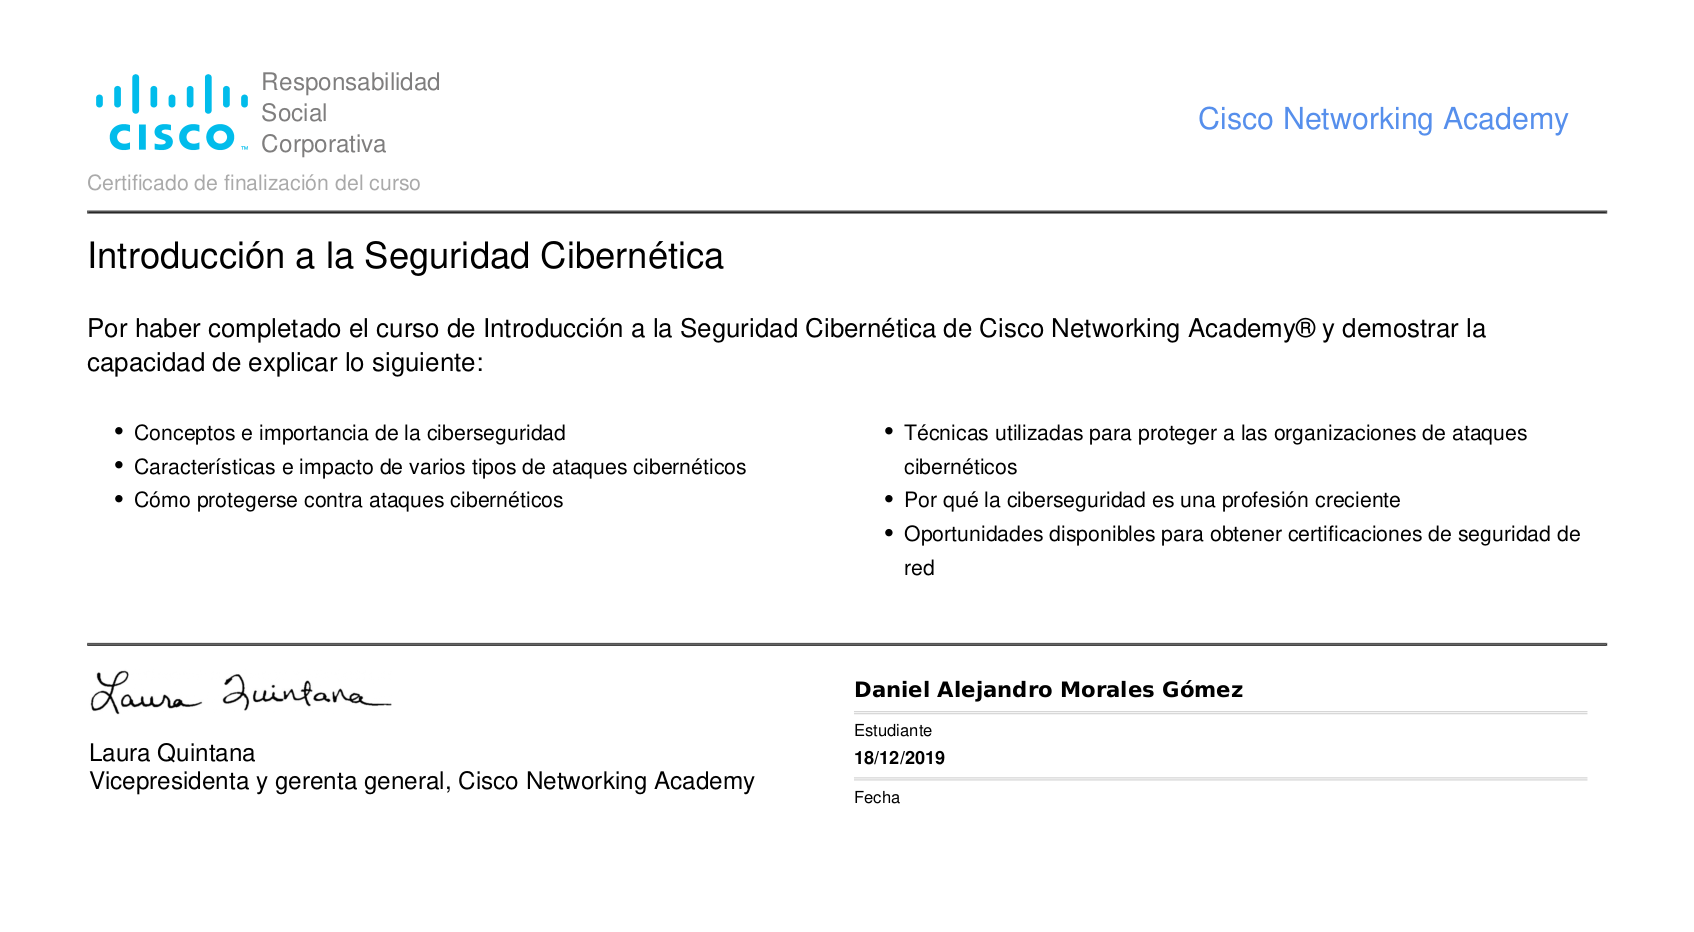 Responsabilidad
Social
Corporativa
CISCO™
Cisco Networking Academy
Certificado de finalización del curso
Introducción a la Seguridad Cibernética
Por haber completado el curso de Introducción a la Seguridad Cibernética de Cisco Networking Academy® y demostrar la
capacidad de explicar lo siguiente:
• Conceptos e importancia de la ciberseguridad
• Características e impacto de varios tipos de ataques cibernéticos
• Cómo protegerse contra ataques cibernéticos
• Técnicas utilizadas para proteger a las organizaciones de ataques
cibernéticos
• Por qué la ciberseguridad es una profesión creciente
• Oportunidades disponibles para obtener certificaciones de seguridad de
red
Laura Quintana
Laura Quintana
Vicepresidenta y gerenta general, Cisco Networking Academy
Daniel Alejandro Morales Gómez
Estudiante
18/12/2019
Fecha